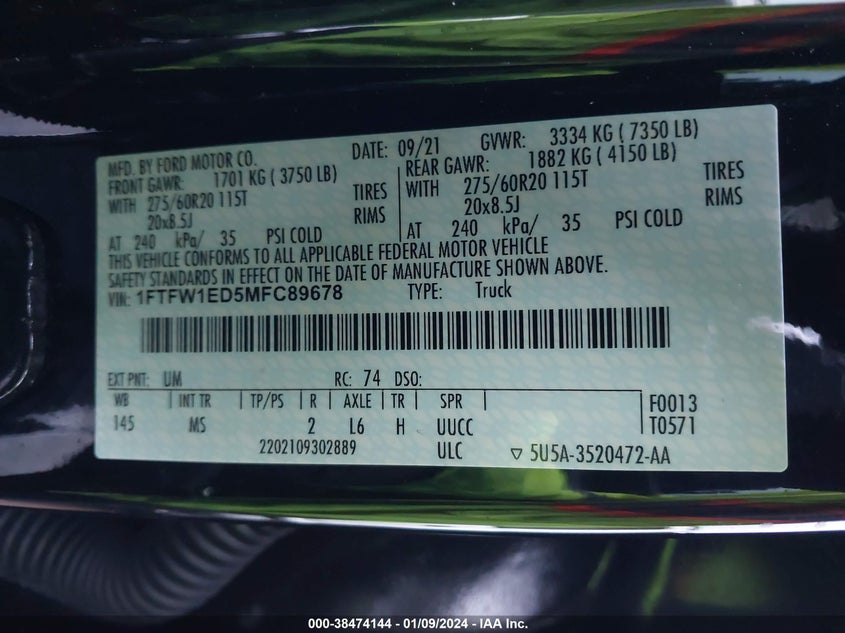 MFD. BY FORD MOTOR CO. DATE: 09/21 GVWR: 3334 KG ( 7350 LB)
FRONT GAWR: 1701 KG ( 3750 LB) REAR GAWR: 1882 KG ( 4150 LB)
WITH 275/60R20 115T TIRES WITH 275/60R20 115T TIRES
20x8.5J RIMS 20x8.5J RIMS
AT 240 kPa/ 35 PSI COLD AT 240 kPa/ 35 PSI COLD
THIS VEHICLE CONFORMS TO ALL APPLICABLE FEDERAL MOTOR VEHICLE
SAFETY STANDARDS IN EFFECT ON THE DATE OF MANUFACTURE SHOWN ABOVE.
VIN: 1FTFW1ED5MFC89678 TYPE: Truck
EXT PNT: UM RC: 74 DSO:
WB INT TR TP/PS R AXLE TR SPR F0013
145 MS 2 L6 H UUCC T0571
2202109302889 ULC ▽ 5U5A-3520472-AA
000-38474144 — 01/09/2024 — IAA Inc.